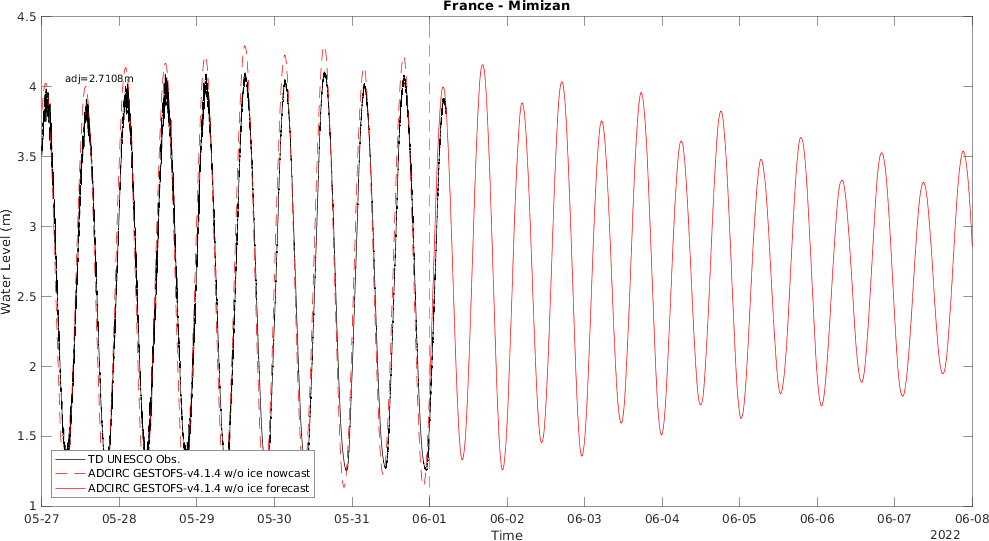 France - Mimizan
4.5
4
3.5
3
2.5
2
1.5
1
Water Level (m)
adj=2.7108m
TD UNESCO Obs.
ADCIRC GESTOFS-v4.1.4 w/o ice nowcast
ADCIRC GESTOFS-v4.1.4 w/o ice forecast
05-27 05-28 05-29 05-30 05-31 06-01 06-02 06-03 06-04 06-05 06-06 06-07 06-08
Time
2022